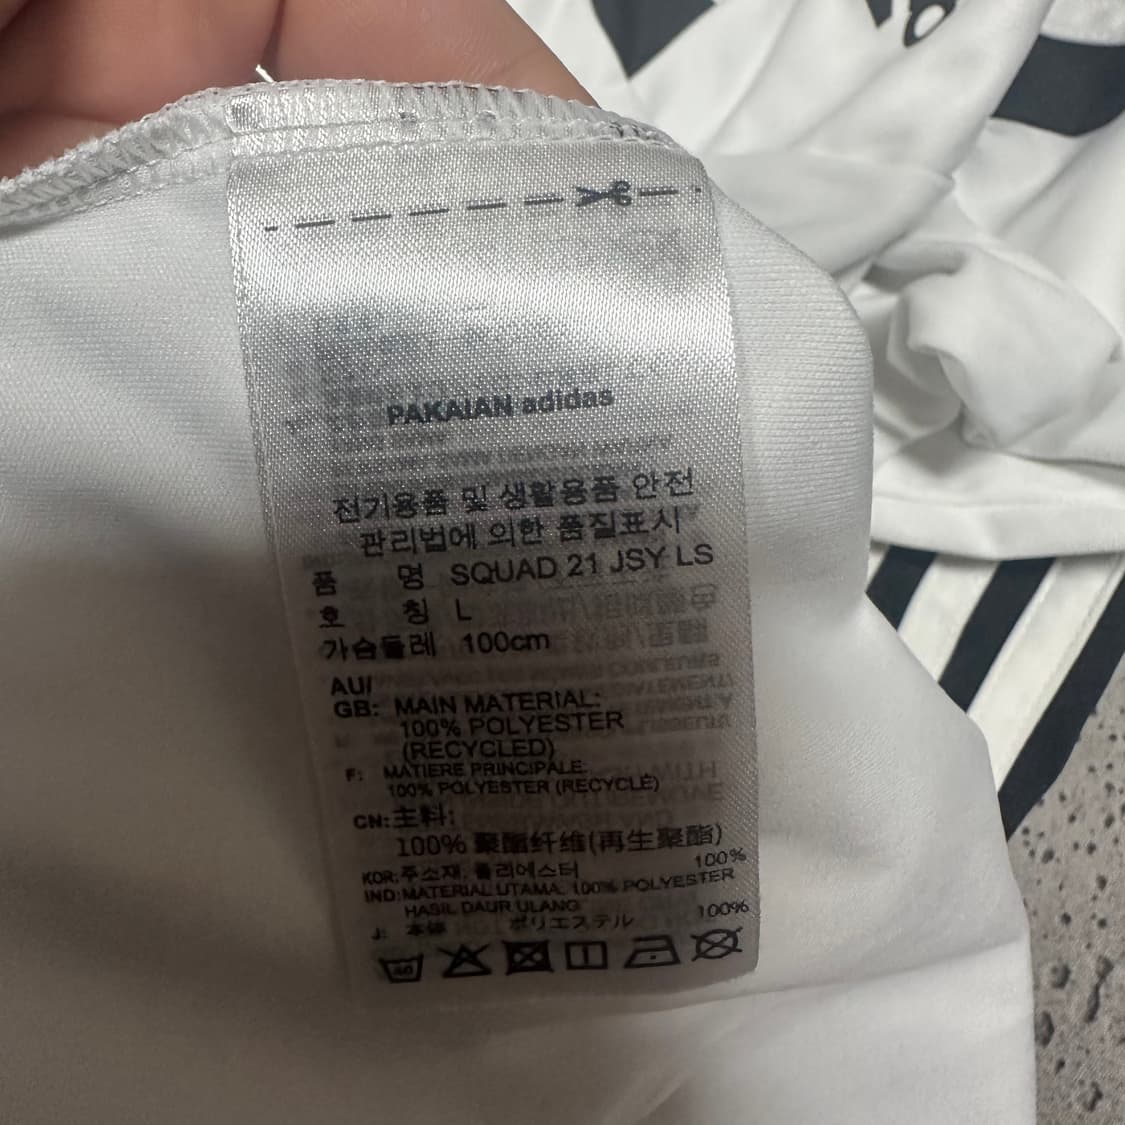 PAKAIAN adidas
전기용품 및 생활용품 안전
관리법에 의한 품질표시
품 명 SQUAD 21 JSY LS
호 칭 L
가슴둘레 100cm
AU/
GB: MAIN MATERIAL:
100% POLYESTER
(RECYCLED)
F: MATIERE PRINCIPALE:
100% POLYESTER (RECYCLÉ)
CN: 主料:
100% 聚酯纤维(再生聚酯)
KOR: 주소재: 폴리에스터 100%
IND: MATERIAL UTAMA: 100% POLYESTER
HASIL DAUR ULANG
J: 本体 ポリエステル 100%
40